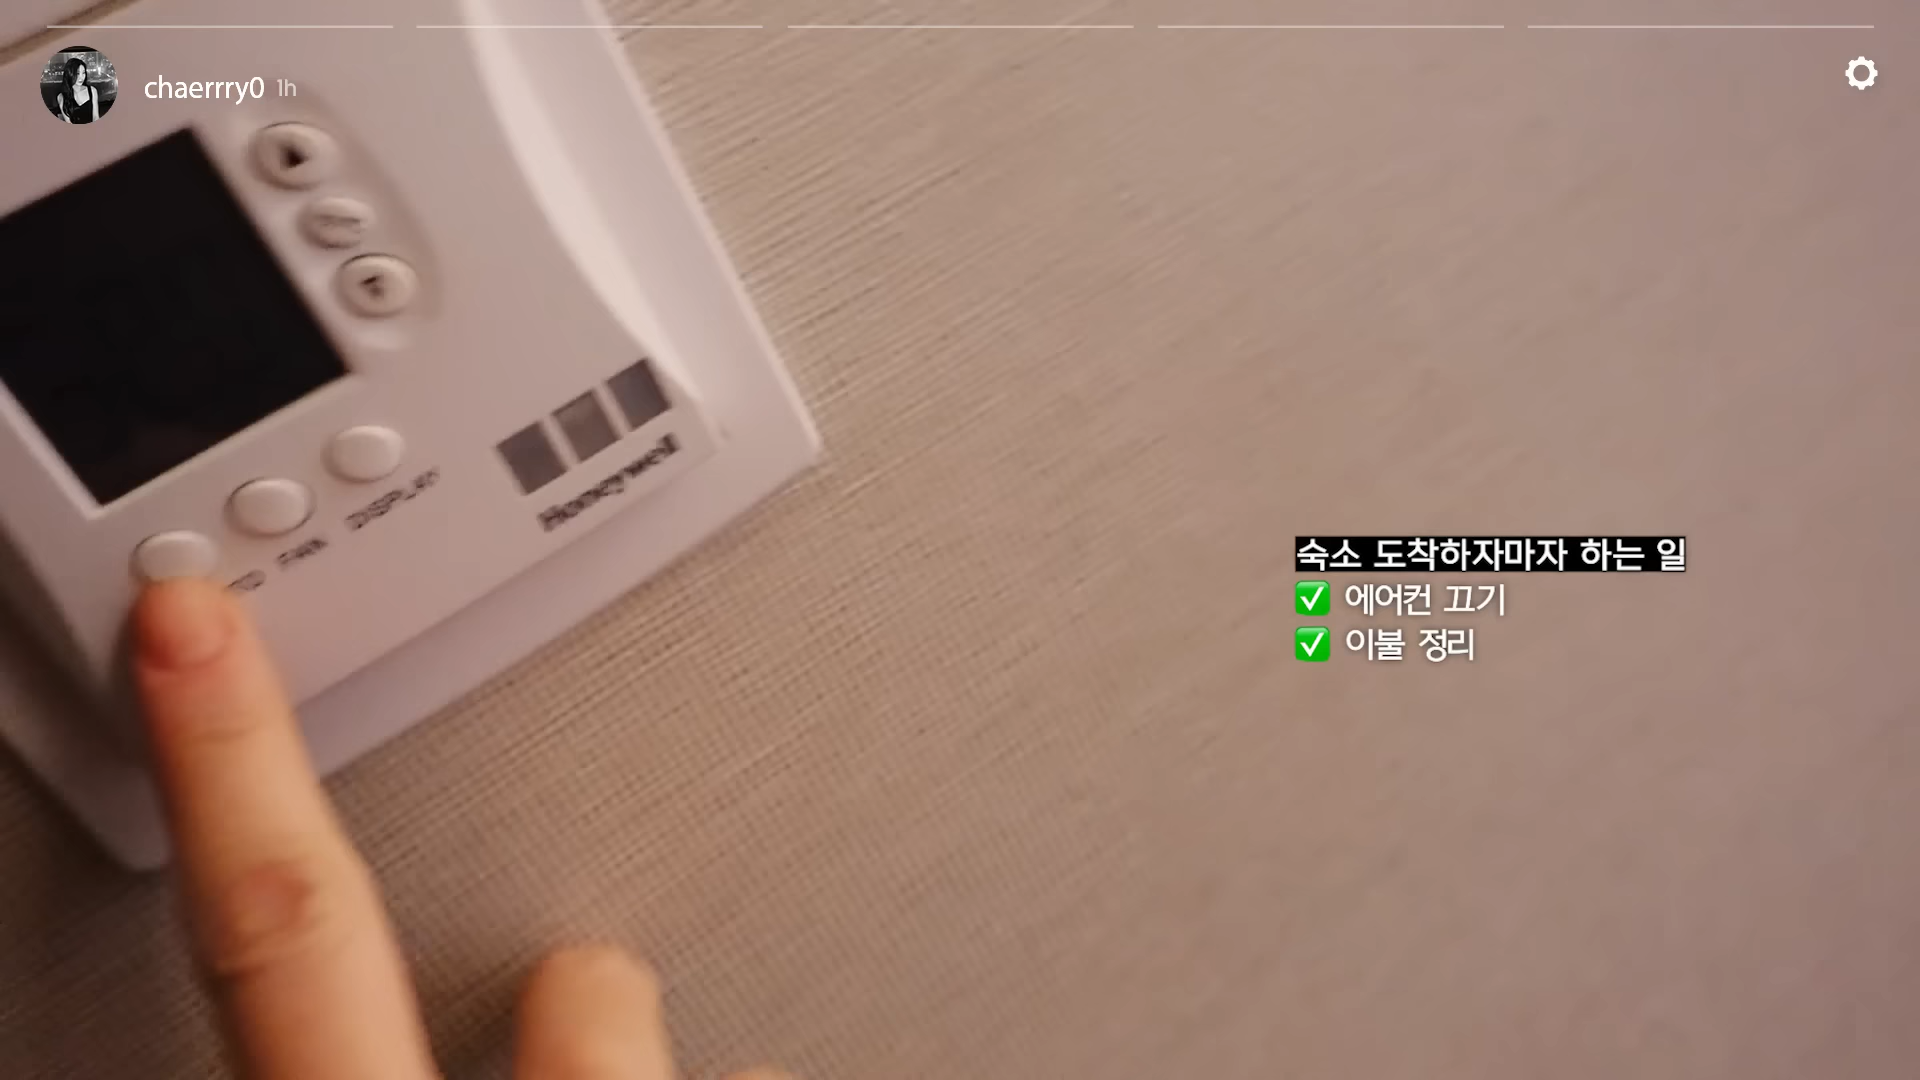 chaerrry0 1h
숙소 도착하자마자 하는 일
✅ 에어컨 끄기
✅ 이불 정리
DISPLAY
FAN
Honeywell